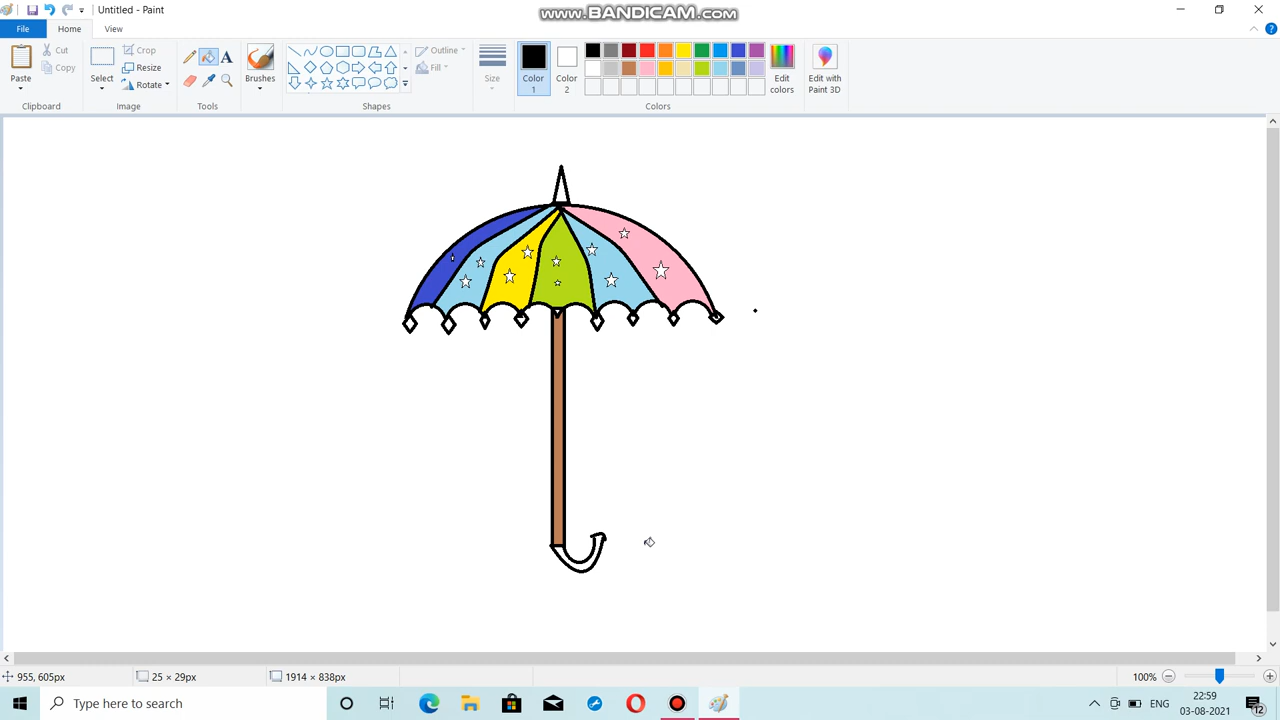 Untitled - Paint
www.BANDICAM.com
File
Home
View
Paste
Cut
Copy
Clipboard
Select
Crop
Resize
Rotate
Image
A
Tools
Brushes
Shapes
Outline
Fill
Size
Color 1
Color 2
Colors
Edit colors
Edit with Paint 3D
955, 605px
25 × 29px
1914 × 838px
100%
Type here to search
ENG
22:59
03-08-2021
12